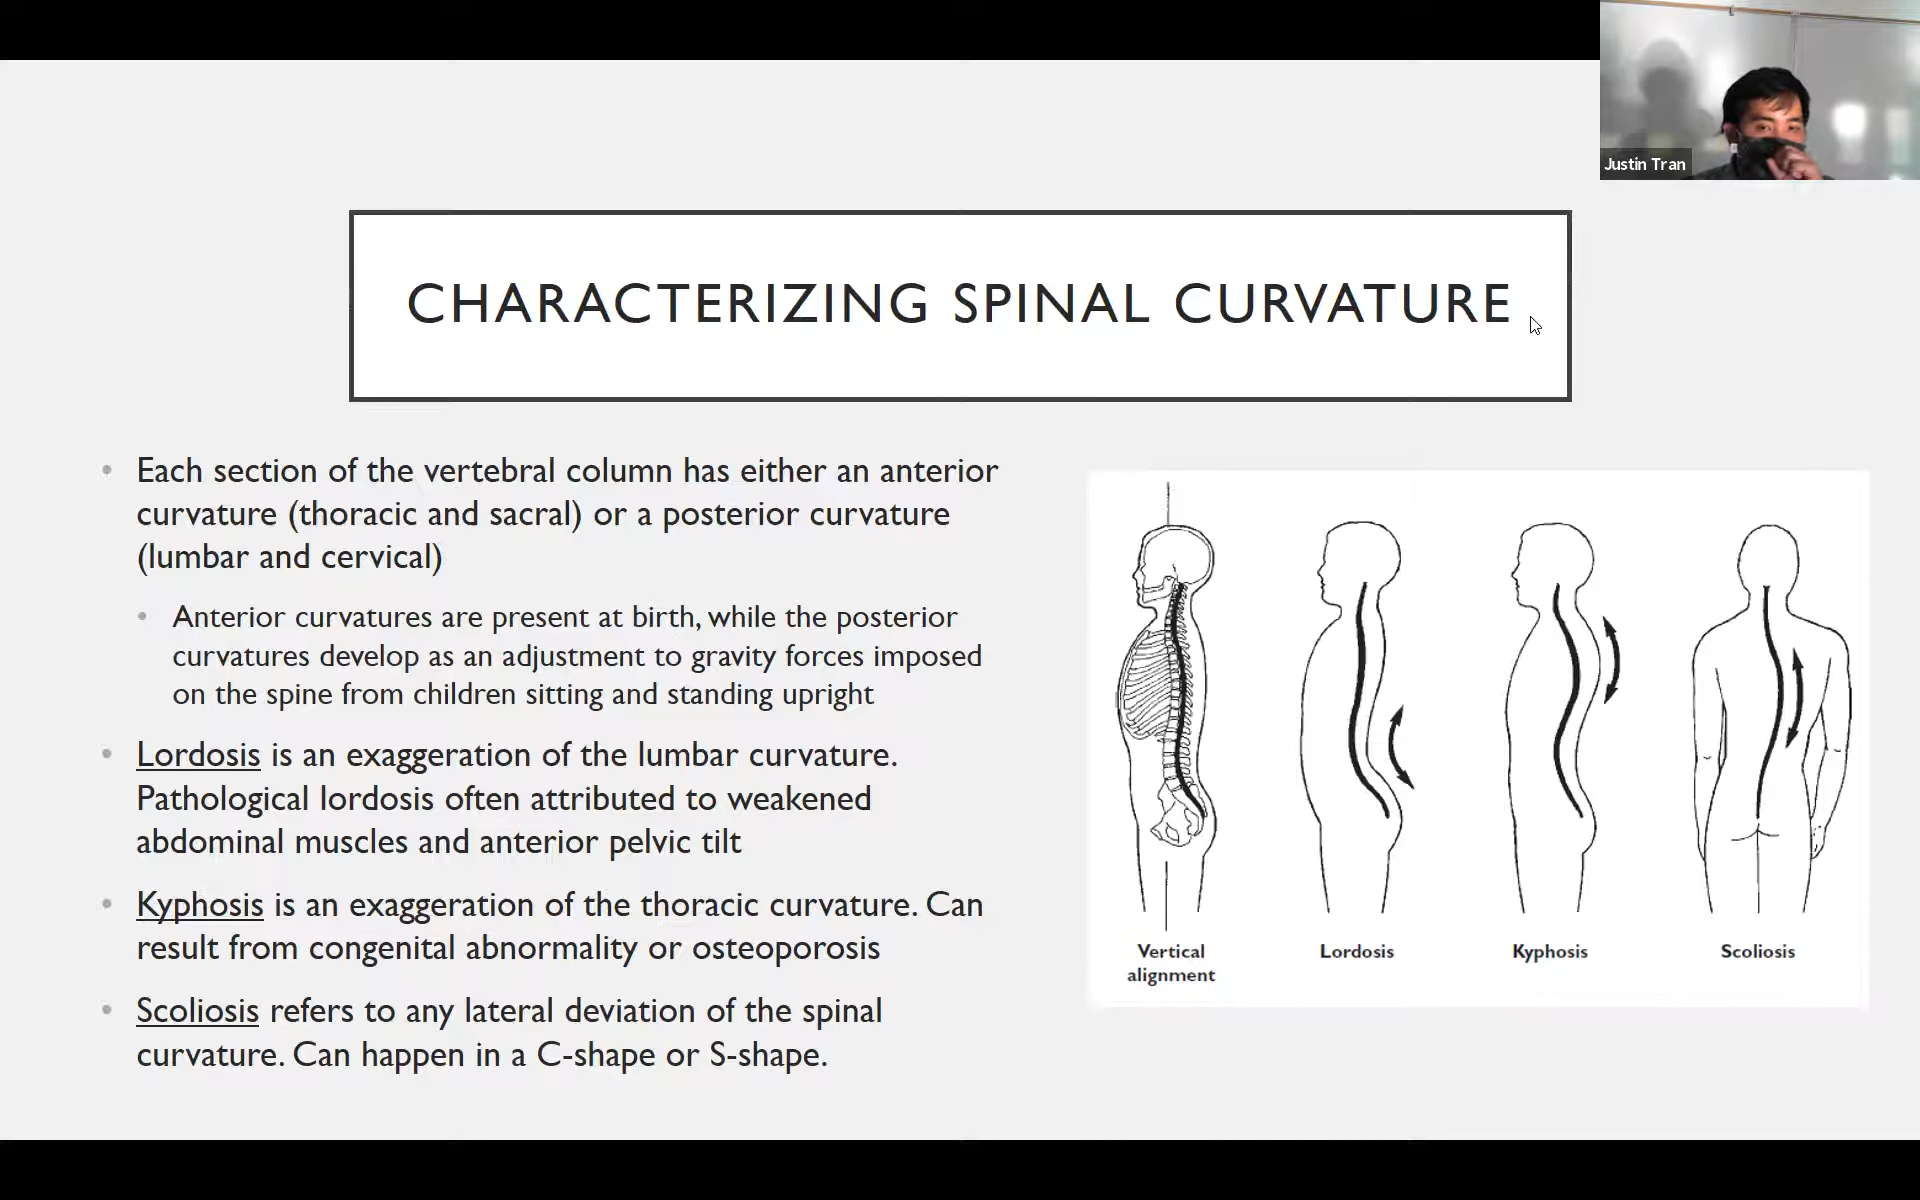 Justin Tran
CHARACTERIZING SPINAL CURVATURE
Each section of the vertebral column has either an anterior
curvature (thoracic and sacral) or a posterior curvature
(lumbar and cervical)
Anterior curvatures are present at birth, while the posterior
curvatures develop as an adjustment to gravity forces imposed
on the spine from children sitting and standing upright
Lordosis is an exaggeration of the lumbar curvature.
Pathological lordosis often attributed to weakened
abdominal muscles and anterior pelvic tilt
Kyphosis is an exaggeration of the thoracic curvature. Can
result from congenital abnormality or osteoporosis
Scoliosis refers to any lateral deviation of the spinal
curvature. Can happen in a C-shape or S-shape.
Vertical
alignment
Lordosis
Kyphosis
Scoliosis